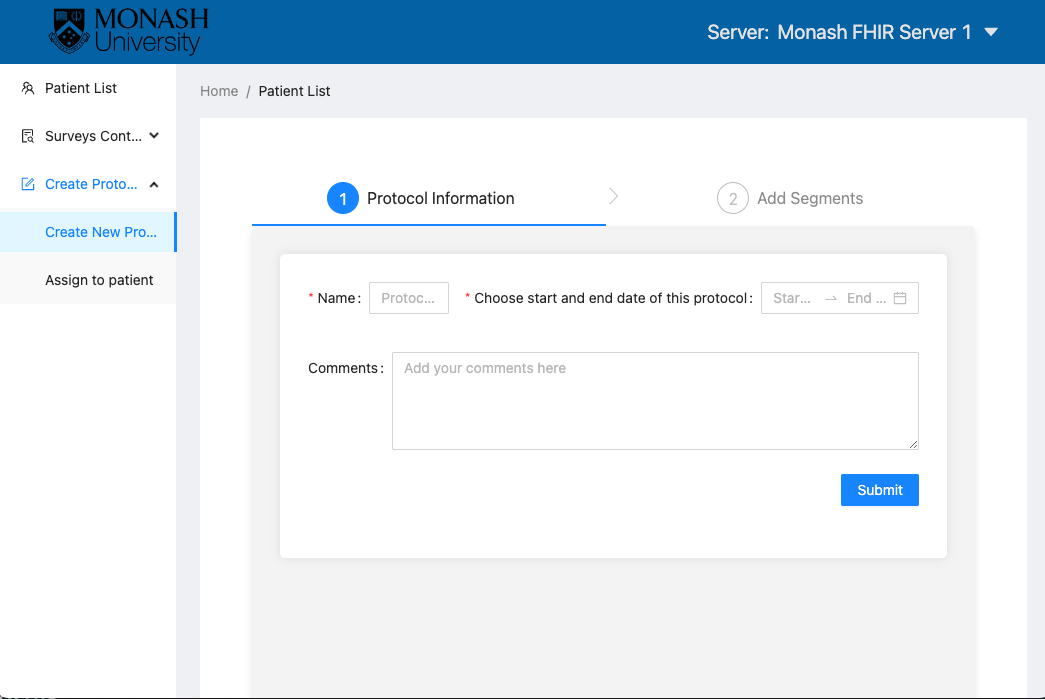 MONASH
University
Server: Monash FHIR Server 1
Patient List
Surveys Cont...
Create Proto...
Create New Pro...
Assign to patient
Home / Patient List
1 Protocol Information
2 Add Segments
* Name: Protoc... * Choose start and end date of this protocol: Star... → End ...
Comments: Add your comments here
Submit